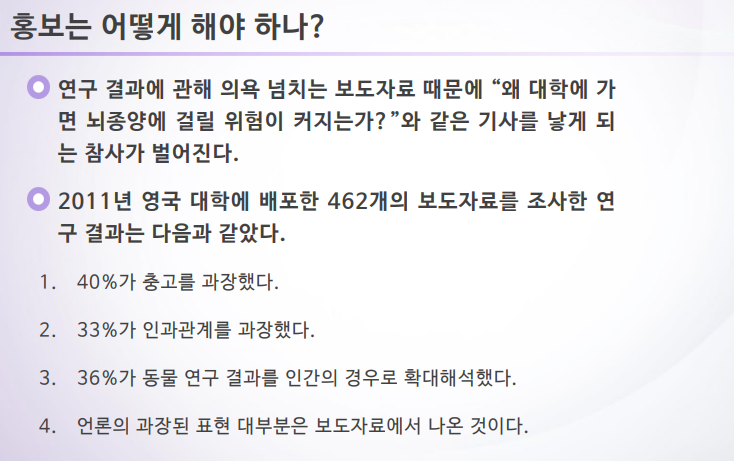 홍보는 어떻게 해야 하나?
연구 결과에 관해 의욕 넘치는 보도자료 때문에 “왜 대학에 가
면 뇌종양에 걸릴 위험이 커지는가?”와 같은 기사를 낳게 되
는 참사가 벌어진다.
2011년 영국 대학에 배포한 462개의 보도자료를 조사한 연
구 결과는 다음과 같았다.
1. 40%가 충고를 과장했다.
2. 33%가 인과관계를 과장했다.
3. 36%가 동물 연구 결과를 인간의 경우로 확대해석했다.
4. 언론의 과장된 표현 대부분은 보도자료에서 나온 것이다.